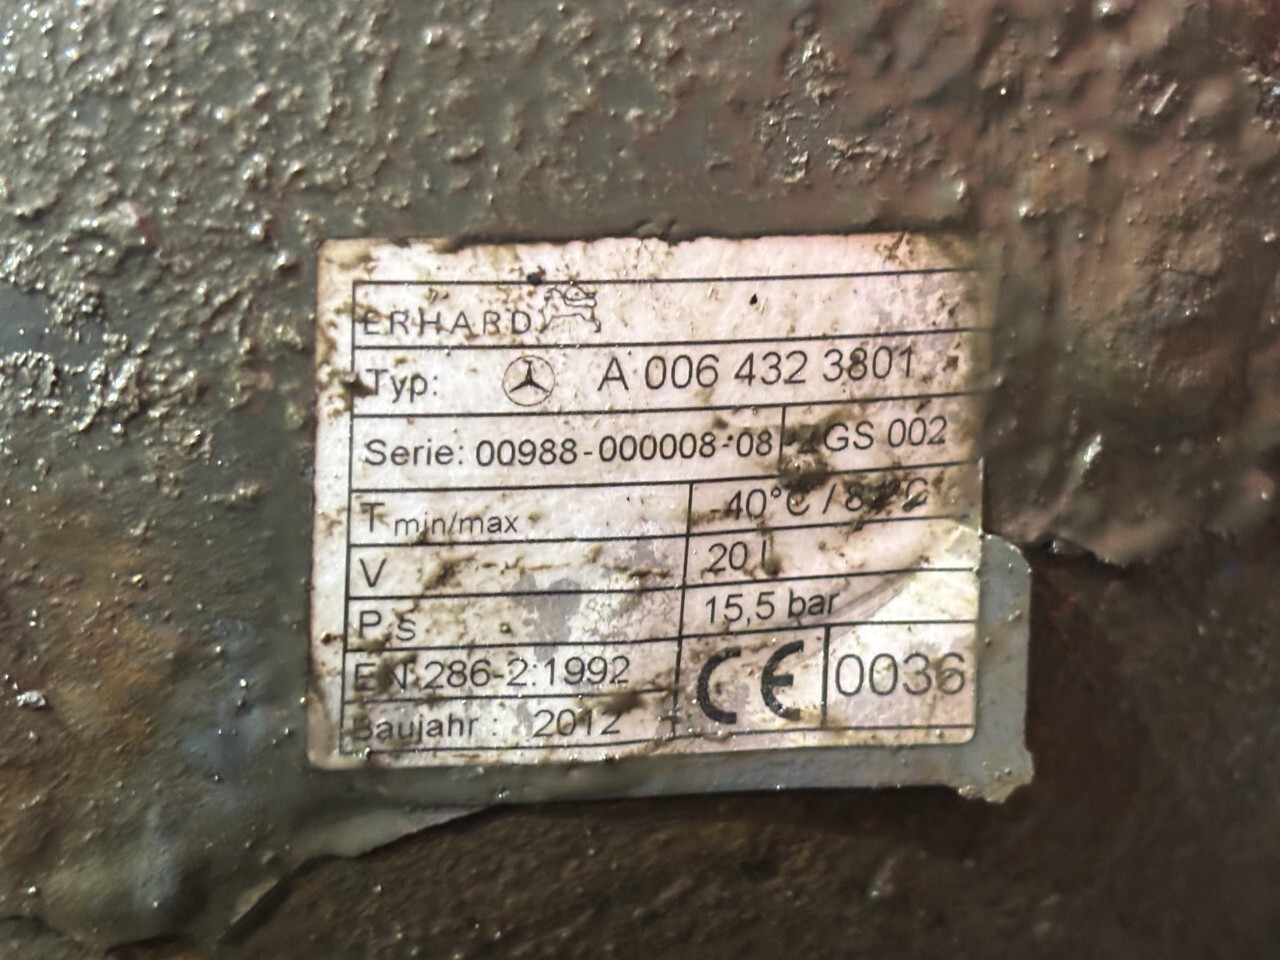 ERHARD
Typ: A 006 432 3801
Serie: 00988-000008-08 GS 002
T min/max -40°C /
V 20 l
P S 15,5 bar
EN 286-2:1992 CE 0036
Baujahr : 2012